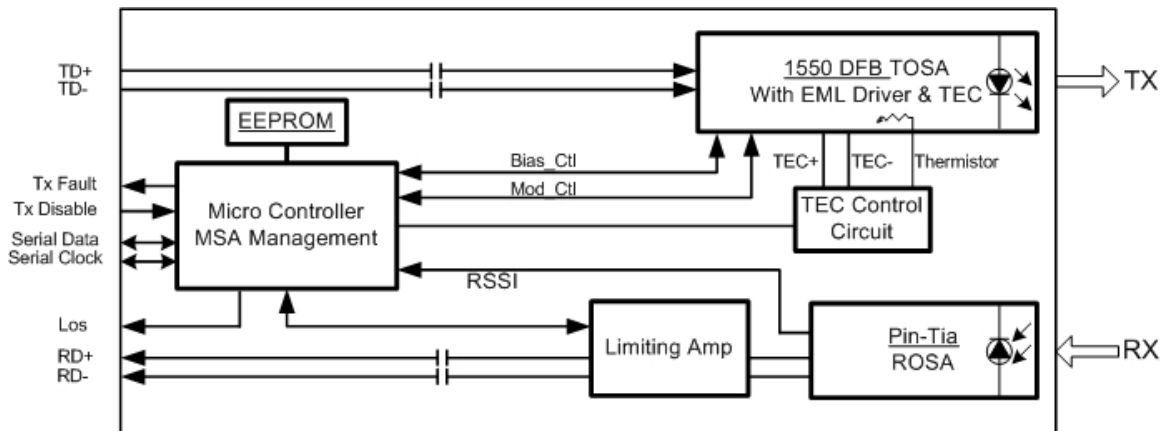 TD+
TD-
1550 DFB TOSA
With EML Driver & TEC
TX
EEPROM
Bias_Ctl
TEC+
TEC-
Thermistor
Tx Fault
Tx Disable
Serial Data
Serial Clock
Micro Controller
MSA Management
Mod_Ctl
TEC Control
Circuit
RSSI
Los
RD+
RD-
Limiting Amp
Pin-Tia
ROSA
RX